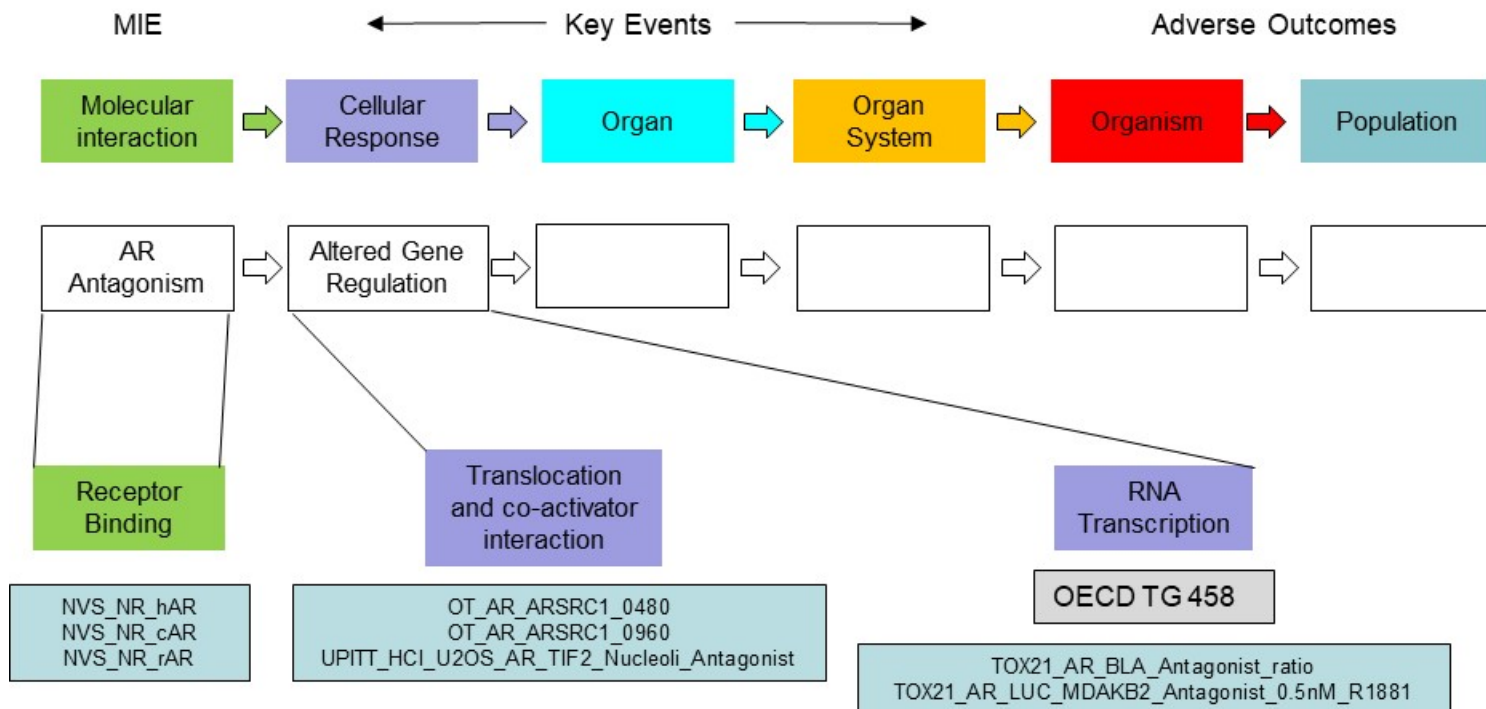 MIE
Key Events
Adverse Outcomes
Molecular
interaction
Cellular
Response
Organ
Organ
System
Organism
Population
AR
Antagonism
Altered Gene
Regulation
Receptor
Binding
Translocation
and co-activator
interaction
RNA
Transcription
NVS_NR_hAR
NVS_NR_cAR
NVS_NR_rAR
OT_AR_ARSRC1_0480
OT_AR_ARSRC1_0960
UPITT_HCI_U2OS_AR_TIF2_Nucleoli_Antagonist
OECD TG 458
TOX21_AR_BLA_Antagonist_ratio
TOX21_AR_LUC_MDAKB2_Antagonist_0.5nM_R1881